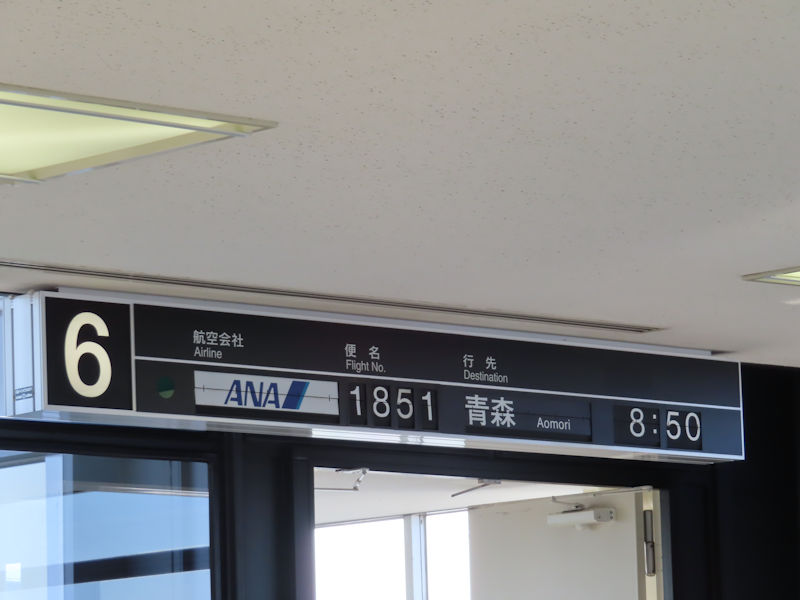 6
航空会社
Airline
便名
Flight No.
行先
Destination
ANA
1851
青森
Aomori
8:50